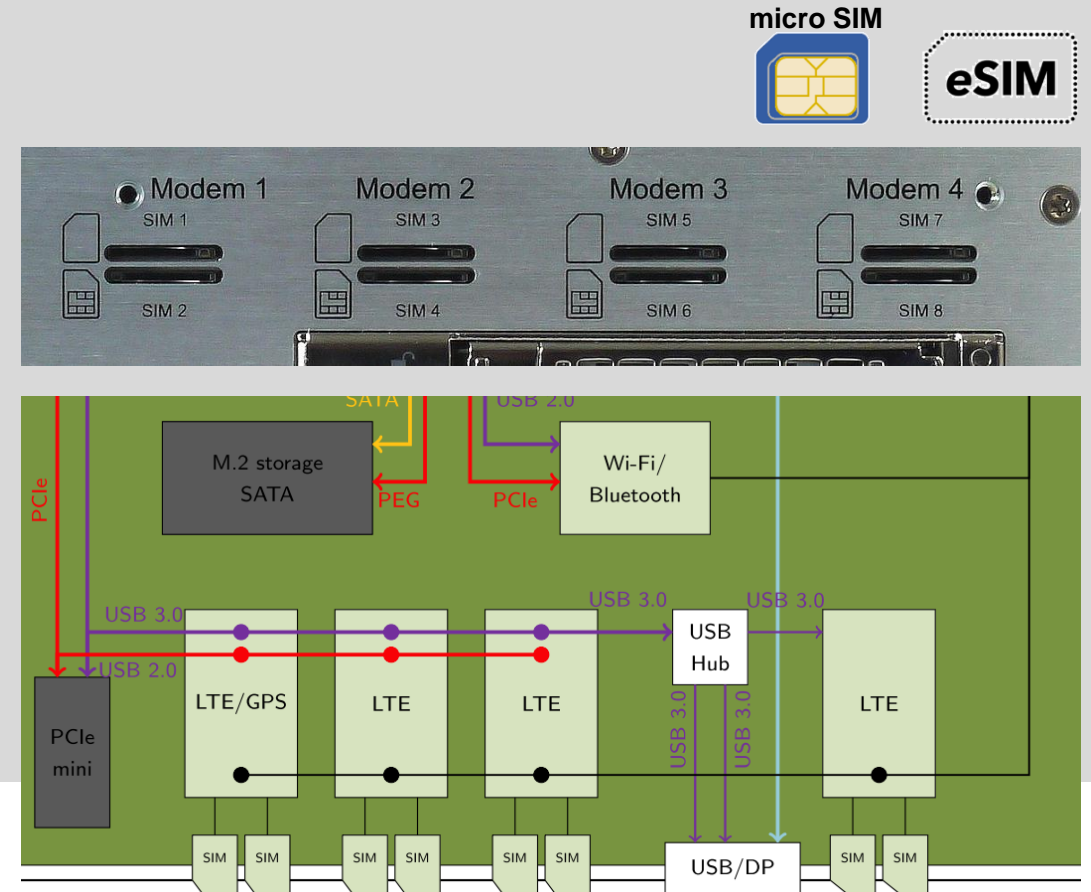 micro SIM
eSIM
Modem 1
Modem 2
Modem 3
Modem 4
SIM 1
SIM 3
SIM 5
SIM 7
SIM 2
SIM 4
SIM 6
SIM 8
SATA
USB 2.0
M.2 storage
SATA
Wi-Fi/
Bluetooth
PCIe
PEG
PCIe
USB 3.0
USB 3.0
USB 3.0
USB
Hub
USB 2.0
LTE/GPS
LTE
LTE
LTE
USB 3.0
USB 3.0
PCIe
mini
SIM
SIM
SIM
SIM
SIM
SIM
SIM
SIM
USB/DP